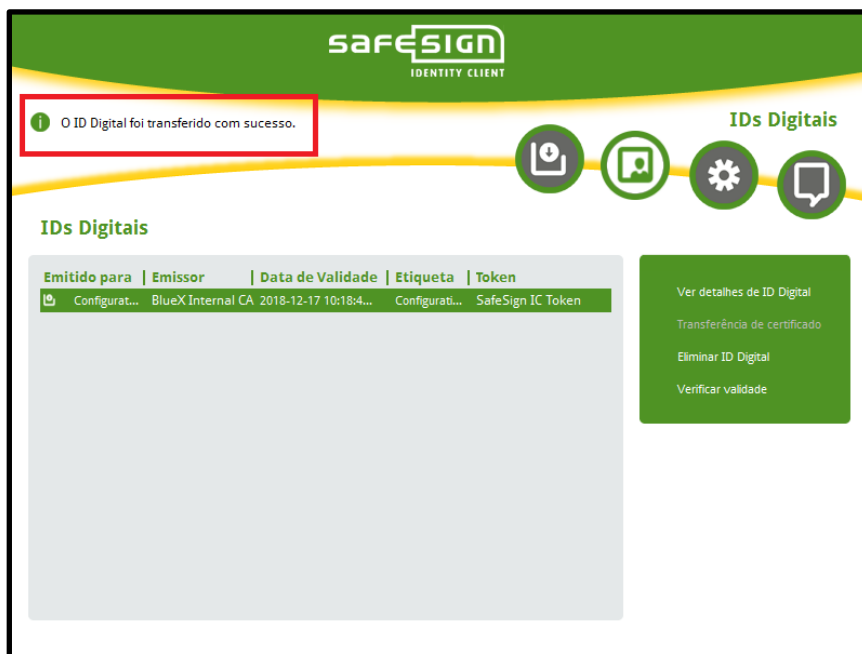 safesign
IDENTITY CLIENT
O ID Digital foi transferido com sucesso.
IDs Digitais
IDs Digitais
Emitido para | Emissor | Data de Validade | Etiqueta | Token
Configurat... BlueX Internal CA 2018-12-17 10:18:4... Configurati... SafeSign IC Token
Ver detalhes de ID Digital
Transferência de certificado
Eliminar ID Digital
Verificar validade